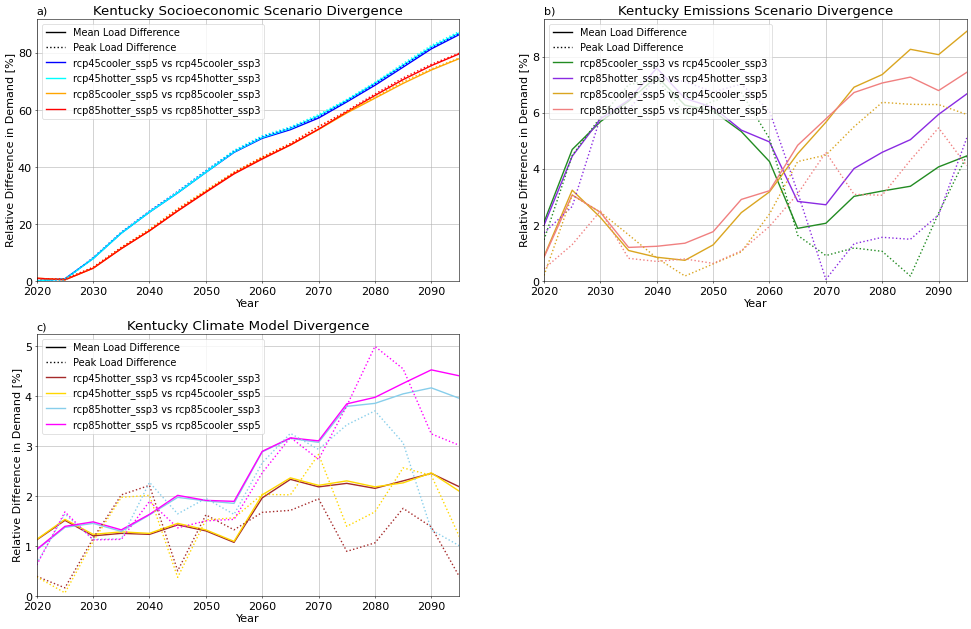 a)
Kentucky Socioeconomic Scenario Divergence
Relative Difference in Demand [%]
80
60
40
20
0
Mean Load Difference
Peak Load Difference
rcp45cooler_ssp5 vs rcp45cooler_ssp3
rcp45hotter_ssp5 vs rcp45hotter_ssp3
rcp85cooler_ssp5 vs rcp85cooler_ssp3
rcp85hotter_ssp5 vs rcp85hotter_ssp3
2020 2030 2040 2050 2060 2070 2080 2090
Year
b)
Kentucky Emissions Scenario Divergence
Relative Difference in Demand [%]
8
6
4
2
0
Mean Load Difference
Peak Load Difference
rcp85cooler_ssp3 vs rcp45cooler_ssp3
rcp85hotter_ssp3 vs rcp45hotter_ssp3
rcp85cooler_ssp5 vs rcp45cooler_ssp5
rcp85hotter_ssp5 vs rcp45hotter_ssp5
2020 2030 2040 2050 2060 2070 2080 2090
Year
c)
Kentucky Climate Model Divergence
Relative Difference in Demand [%]
5
4
3
2
1
0
Mean Load Difference
Peak Load Difference
rcp45hotter_ssp3 vs rcp45cooler_ssp3
rcp45hotter_ssp5 vs rcp45cooler_ssp5
rcp85hotter_ssp3 vs rcp85cooler_ssp3
rcp85hotter_ssp5 vs rcp85cooler_ssp5
2020 2030 2040 2050 2060 2070 2080 2090
Year